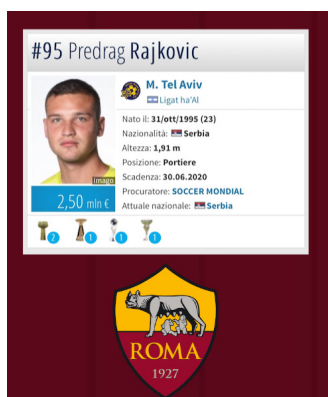 #95 Predrag Rajkovic
M. Tel Aviv
Ligat ha'Al
Nato il: 31/ott/1995 (23)
Nazionalità: Serbia
Altezza: 1,91 m
Posizione: Portiere
imago
Scadenza: 30.06.2020
2,50 mln €
Procuratore: SOCCER MONDIAL
Attuale nazionale: Serbia
2 1 1 1
ROMA
1927